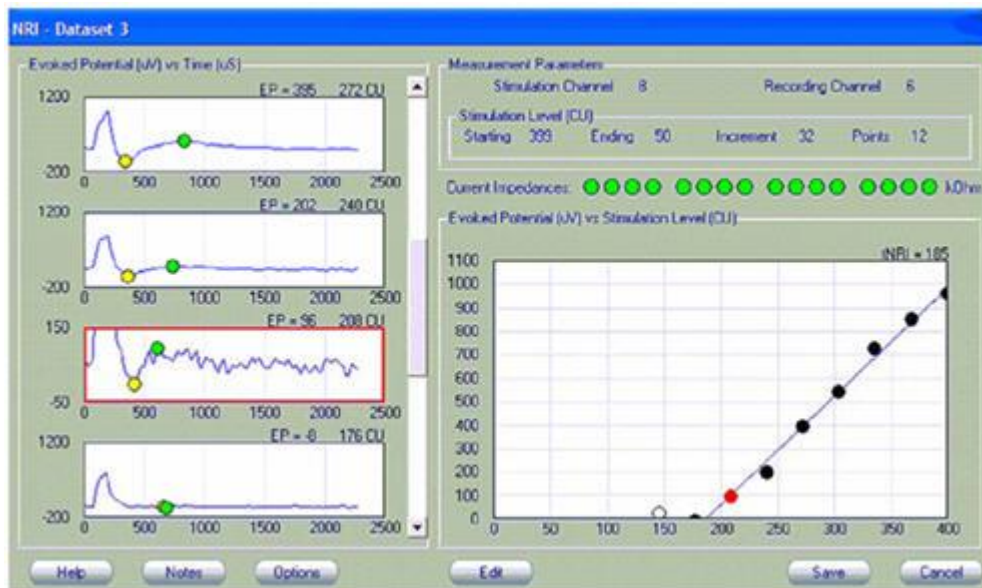 NRI - Dataset 3
Evoked Potential (uV) vs Time (uS)
EP = 395 272 CU
1200
-200
0 500 1000 1500 2000 2500
EP = 202 240 CU
1200
-200
0 500 1000 1500 2000 2500
EP = 96 208 CU
150
-50
0 500 1000 1500 2000 2500
EP = -8 176 CU
1200
-200
0 500 1000 1500 2000 2500
Measurement Parameters
Stimulation Channel 8 Recording Channel 6
Stimulation Level (CU)
Starting 399 Ending 50 Increment 32 Points 12
Current Impedances: kOhms
Evoked Potential (uV) vs Stimulation Level (CU)
tNRI = 185
1100
1000
900
800
700
600
500
400
300
200
100
0
0 50 100 150 200 250 300 350 400
Help Notes Options Edit Save Cancel